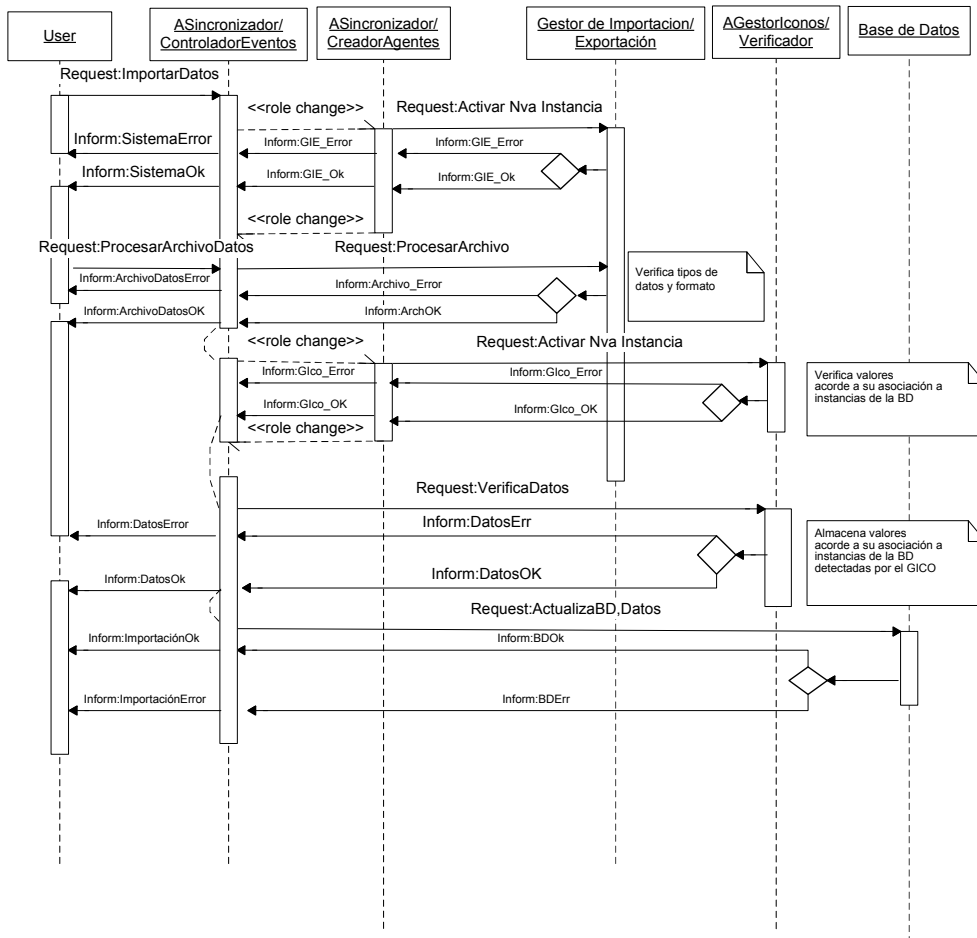 User
ASincronizador/
ControladorEventos
ASincronizador/
CreadorAgentes
Gestor de Importacion/
Exportación
AGestorIconos/
Verificador
Base de Datos
Request:ImportarDatos
<<role change>>
Request:Activar Nva Instancia
Inform:SistemaError
Inform:GIE_Error
Inform:GIE_Error
Inform:SistemaOk
Inform:GIE_Ok
Inform:GIE_Ok
<<role change>>
Request:ProcesarArchivoDatos
Request:ProcesarArchivo
Verifica tipos de
datos y formato
Inform:ArchivoDatosError
Inform:Archivo_Error
Inform:ArchivoDatosOK
Inform:ArchOK
<<role change>>
Request:Activar Nva Instancia
Inform:GIco_Error
Inform:GIco_Error
Verifica valores
acorde a su asociación a
instancias de la BD
Inform:GIco_OK
Inform:GIco_OK
<<role change>>
Request:VerificaDatos
Inform:DatosError
Inform:DatosErr
Almacena valores
acorde a su asociación a
instancias de la BD
detectadas por el GICO
Inform:DatosOk
Inform:DatosOK
Request:ActualizaBD,Datos
Inform:ImportaciónOk
Inform:BDOk
Inform:ImportaciónError
Inform:BDErr